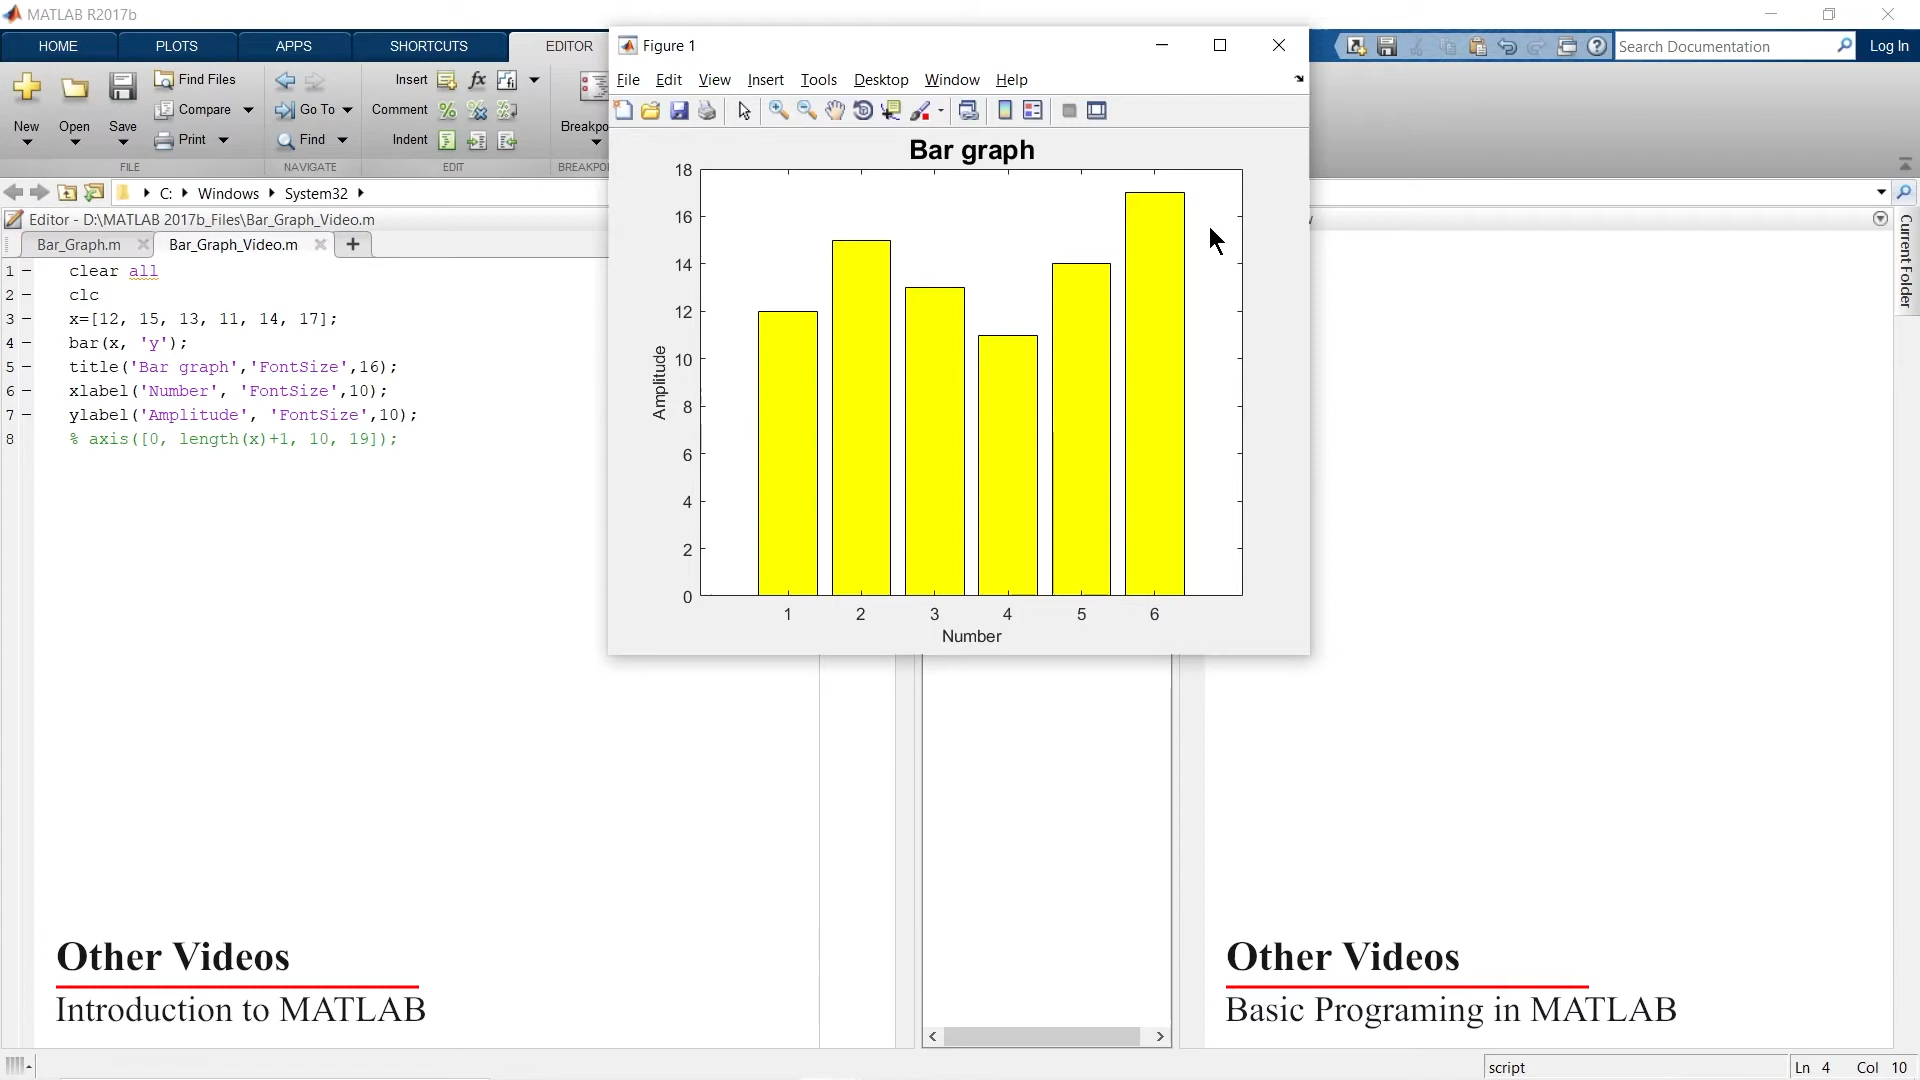 MATLAB R2017b
HOME
PLOTS
APPS
SHORTCUTS
EDITOR
Search Documentation
Log In
New
Open
Save
Find Files
Compare
Print
FILE
Go To
Find
NAVIGATE
Insert
Comment
Indent
EDIT
BREAKPO
C:
Windows
System32
Editor - D:\MATLAB 2017b_Files\Bar_Graph_Video.m
Bar_Graph.m
Bar_Graph_Video.m
1 - clear all
2 - clc
3 - x=[12, 15, 13, 11, 14, 17];
4 - bar(x, 'y');
5 - title('Bar graph','FontSize',16);
6 - xlabel('Number', 'FontSize',10);
7 - ylabel('Amplitude', 'FontSize',10);
8 % axis([0, length(x)+1, 10, 19]);
Figure 1
File Edit View Insert Tools Desktop Window Help
Bar graph
18
16
14
12
10
8
6
4
2
0
Amplitude
1 2 3 4 5 6
Number
Current Folder
Other Videos
Introduction to MATLAB
Other Videos
Basic Programing in MATLAB
script
Ln 4 Col 10